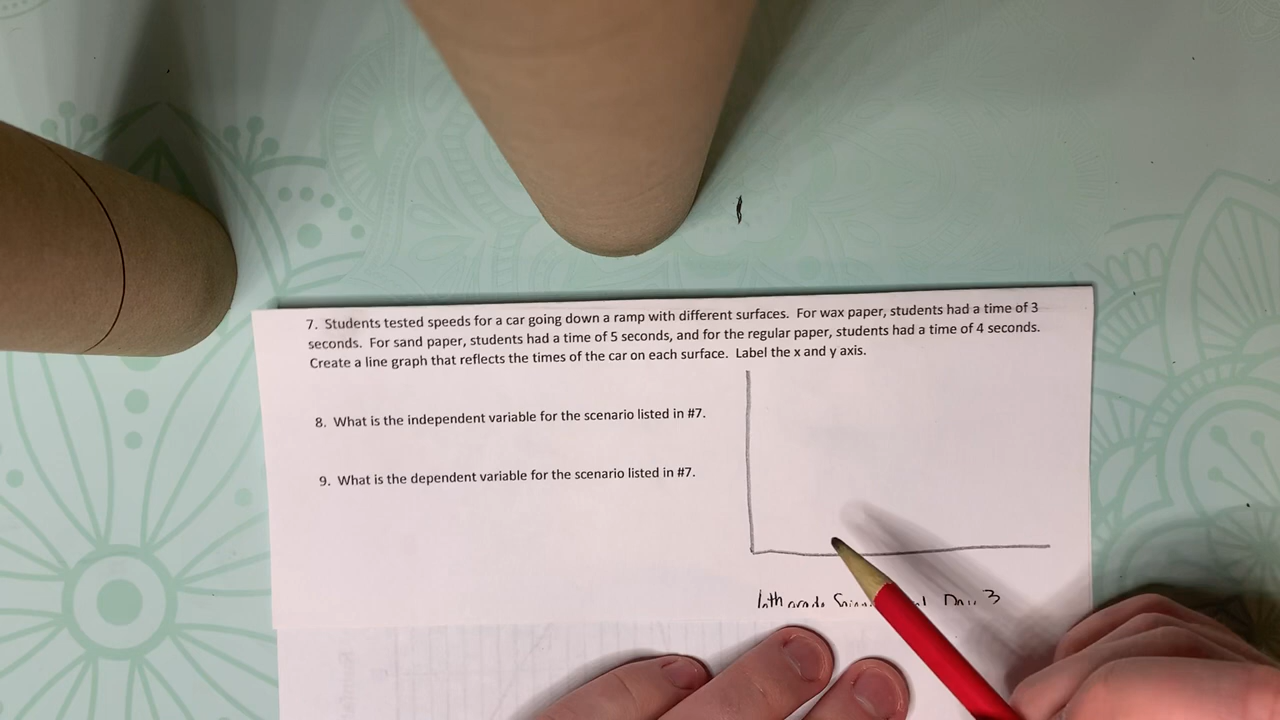 7. Students tested speeds for a car going down a ramp with different surfaces. For wax paper, students had a time of 3
seconds. For sand paper, students had a time of 5 seconds, and for the regular paper, students had a time of 4 seconds.
Create a line graph that reflects the times of the car on each surface. Label the x and y axis.
8. What is the independent variable for the scenario listed in #7.
9. What is the dependent variable for the scenario listed in #7.
3